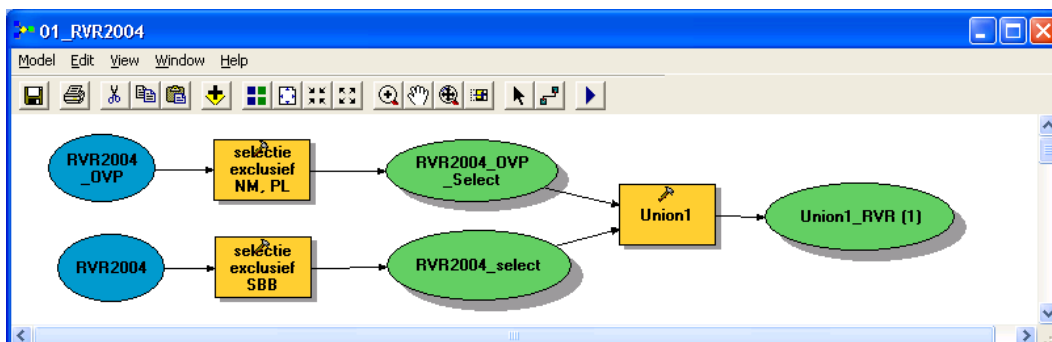 01_RVR2004
Model Edit View Window Help
RVR2004
_OVP
selectie
exclusief
NM, PL
RVR2004_OVP
_Select
Union1
Union1_RVR (1)
RVR2004
selectie
exclusief
SBB
RVR2004_select